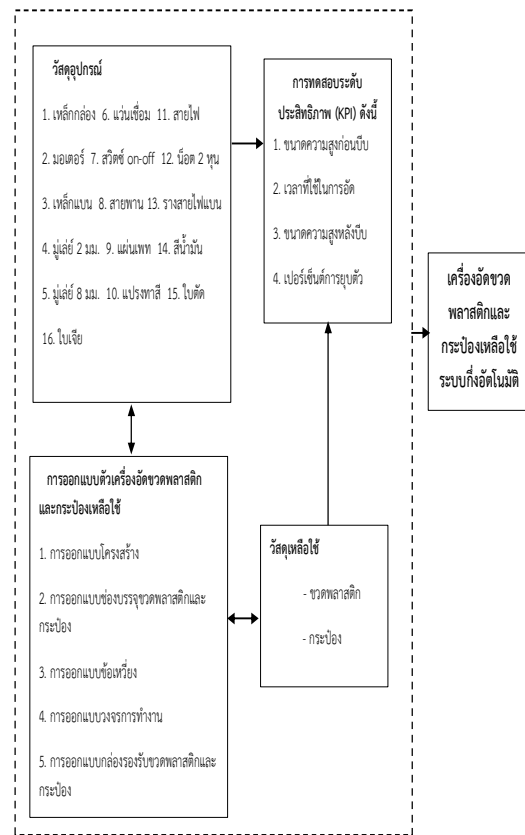 วัสดุอุปกรณ์
1. เหล็กกล่อง 6. แว่นเชื่อม 11. สายไฟ
2. มอเตอร์ 7. สวิตซ์ on-off 12. น็อต 2 หุน
3. เหล็กแบน 8. สายพาน 13. รางสายไฟแบน
4. มู่เล่ย์ 2 มม. 9. แผ่นเพท 14. สีน้ำมัน
5. มู่เล่ย์ 8 มม. 10. แปรงทาสี 15. ใบตัด
16. ใบเจีย
การทดสอบระดับ
ประสิทธิภาพ (KPI) ดังนี้
1. ขนาดความสูงก่อนบีบ
2. เวลาที่ใช้ในการอัด
3. ขนาดความสูงหลังบีบ
4. เปอร์เซ็นต์การยุบตัว
เครื่องอัดขวด
พลาสติกและ
กระป๋องเหลือใช้
ระบบกึ่งอัตโนมัติ
การออกแบบตัวเครื่องอัดขวดพลาสติก
และกระป๋องเหลือใช้
1. การออกแบบโครงสร้าง
2. การออกแบบช่องบรรจุขวดพลาสติกและ
กระป๋อง
3. การออกแบบข้อเหวี่ยง
4. การออกแบบวงจรการทำงาน
5. การออกแบบกล่องรองรับขวดพลาสติกและ
กระป๋อง
วัสดุเหลือใช้
- ขวดพลาสติก
- กระป๋อง